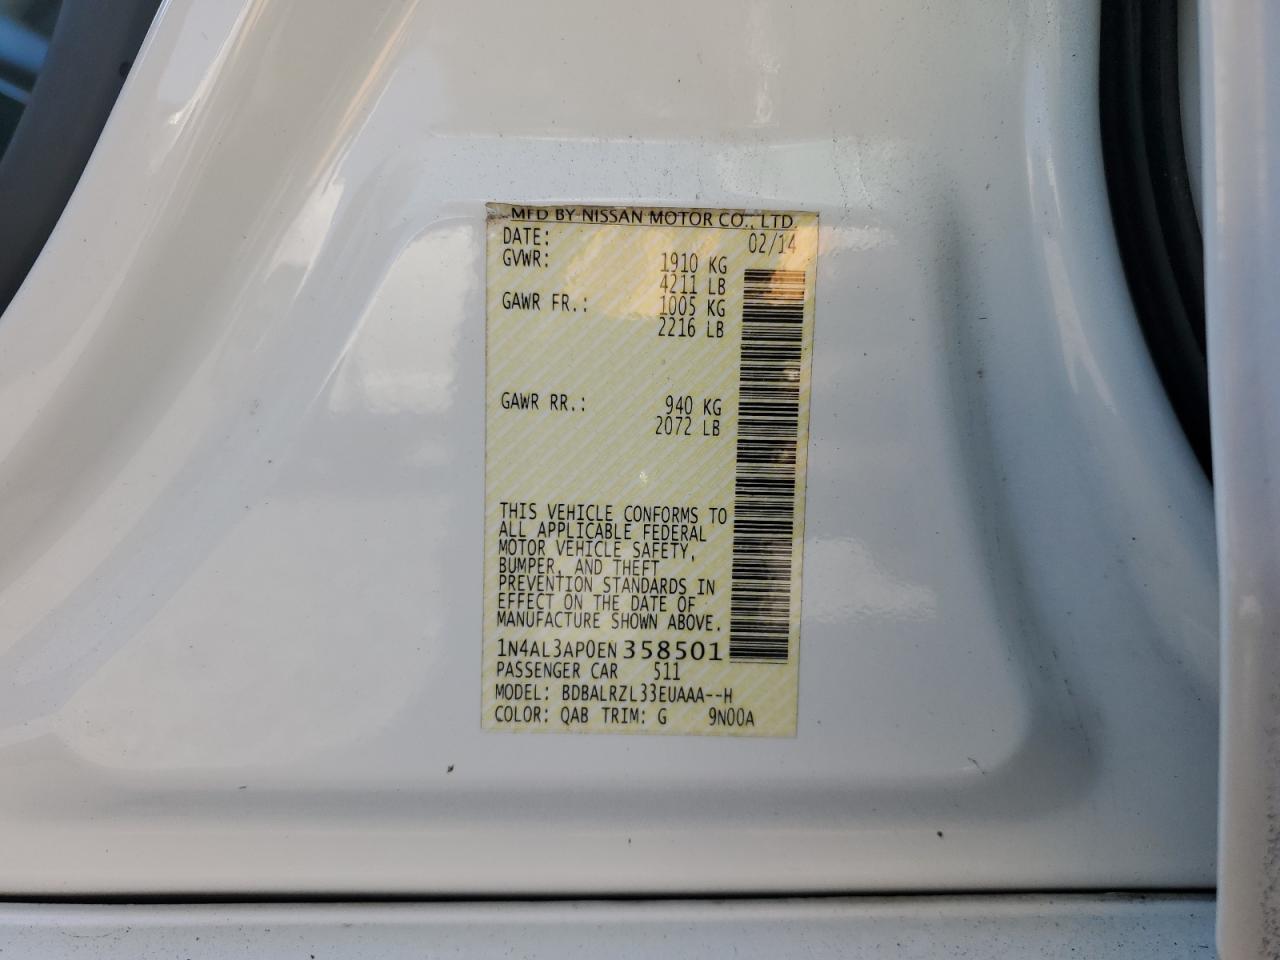 MFD BY NISSAN MOTOR CO., LTD.
DATE: 02/14
GVWR: 1910 KG
4211 LB
GAWR FR.: 1005 KG
2216 LB
GAWR RR.: 940 KG
2072 LB
THIS VEHICLE CONFORMS TO
ALL APPLICABLE FEDERAL
MOTOR VEHICLE SAFETY,
BUMPER, AND THEFT
PREVENTION STANDARDS IN
EFFECT ON THE DATE OF
MANUFACTURE SHOWN ABOVE.
1N4AL3AP0EN358501
PASSENGER CAR 511
MODEL: BDBALRZL33EUAAA--H
COLOR: QAB TRIM: G 9N00A